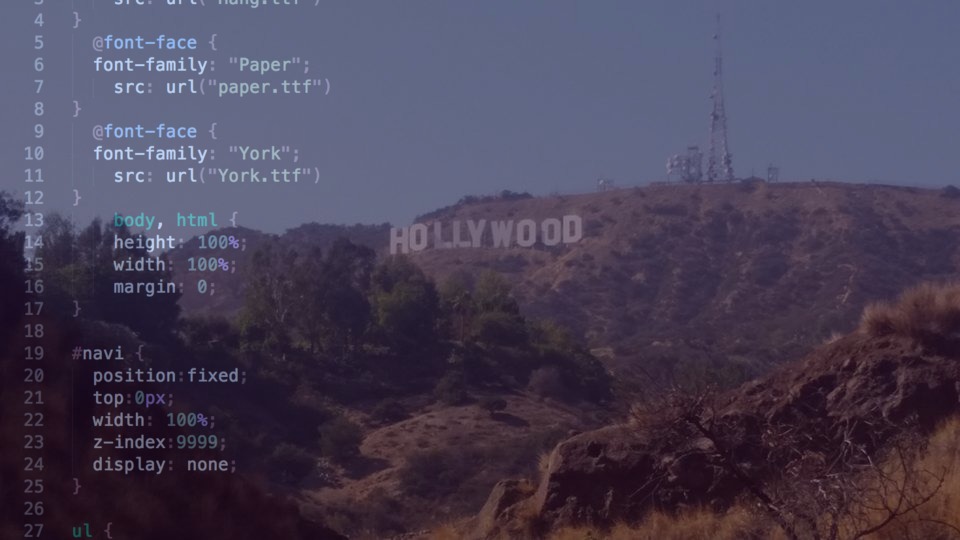 3 src: url("hang.ttf")
4 }
5 @font-face {
6 font-family: "Paper";
7 src: url("paper.ttf")
8 }
9 @font-face {
10 font-family: "York";
11 src: url("York.ttf")
12 }
13 body, html {
14 height: 100%;
15 width: 100%;
16 margin: 0;
17 }
18
19 #navi {
20 position:fixed;
21 top:0px;
22 width: 100%;
23 z-index:9999;
24 display: none;
25 }
26
27 ul {
HOLLYWOOD